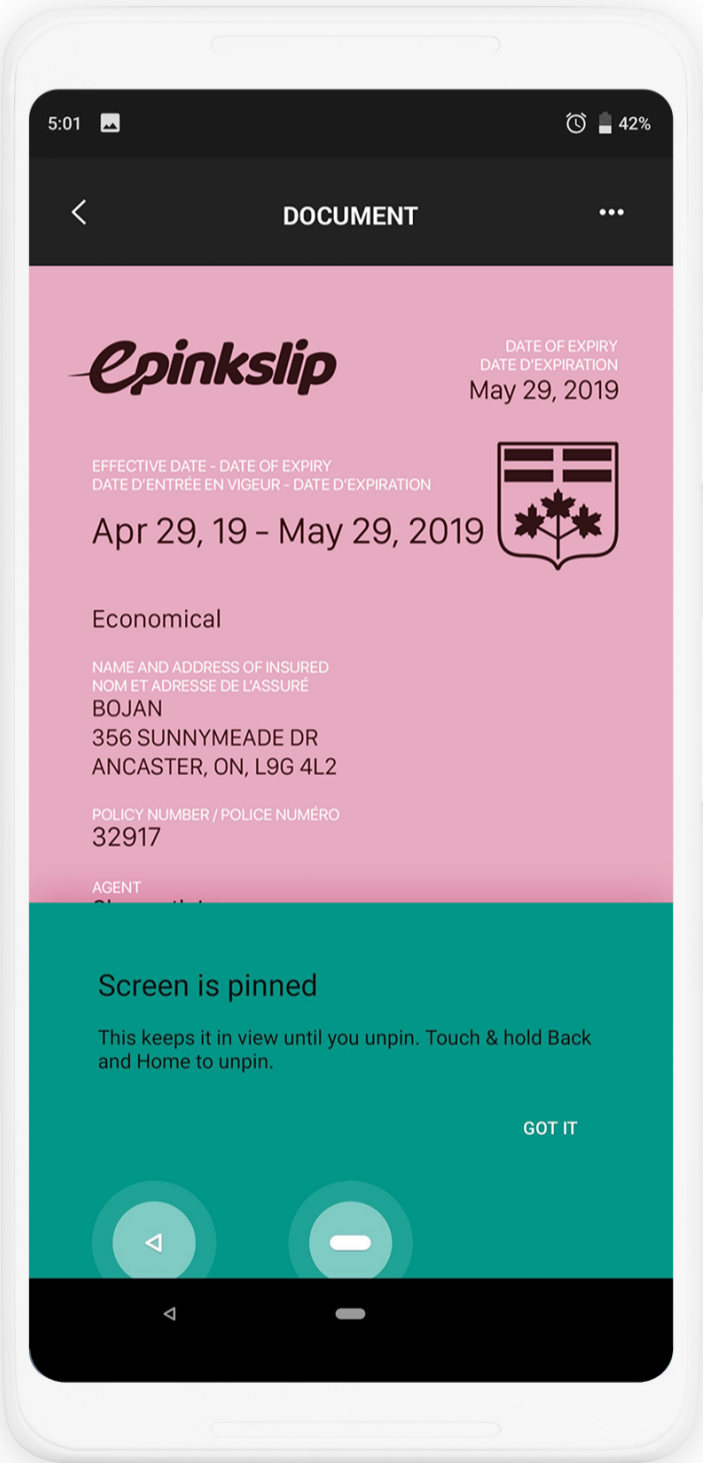 5:01
42%
DOCUMENT
epinkslip
DATE OF EXPIRY
DATE D'EXPIRATION
May 29, 2019
EFFECTIVE DATE - DATE OF EXPIRY
DATE D'ENTRÉE EN VIGEUR - DATE D'EXPIRATION
Apr 29, 19 - May 29, 2019
Economical
NAME AND ADDRESS OF INSURED
NOM ET ADRESSE DE L'ASSURÉ
BOJAN
356 SUNNYMEADE DR
ANCASTER, ON, L9G 4L2
POLICY NUMBER / POLICE NUMÉRO
32917
AGENT
Screen is pinned
This keeps it in view until you unpin. Touch & hold Back
and Home to unpin.
GOT IT